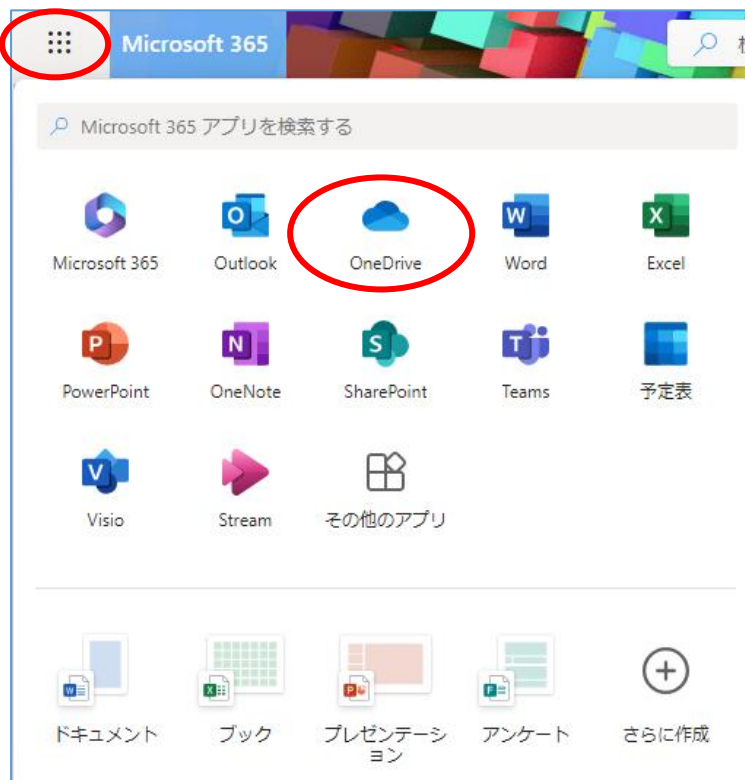 Microsoft 365
Microsoft 365 アプリを検索する
Microsoft 365
Outlook
OneDrive
Word
Excel
PowerPoint
OneNote
SharePoint
Teams
予定表
Visio
Stream
その他のアプリ
ドキュメント
ブック
プレゼンテーシ
ョン
アンケート
さらに作成